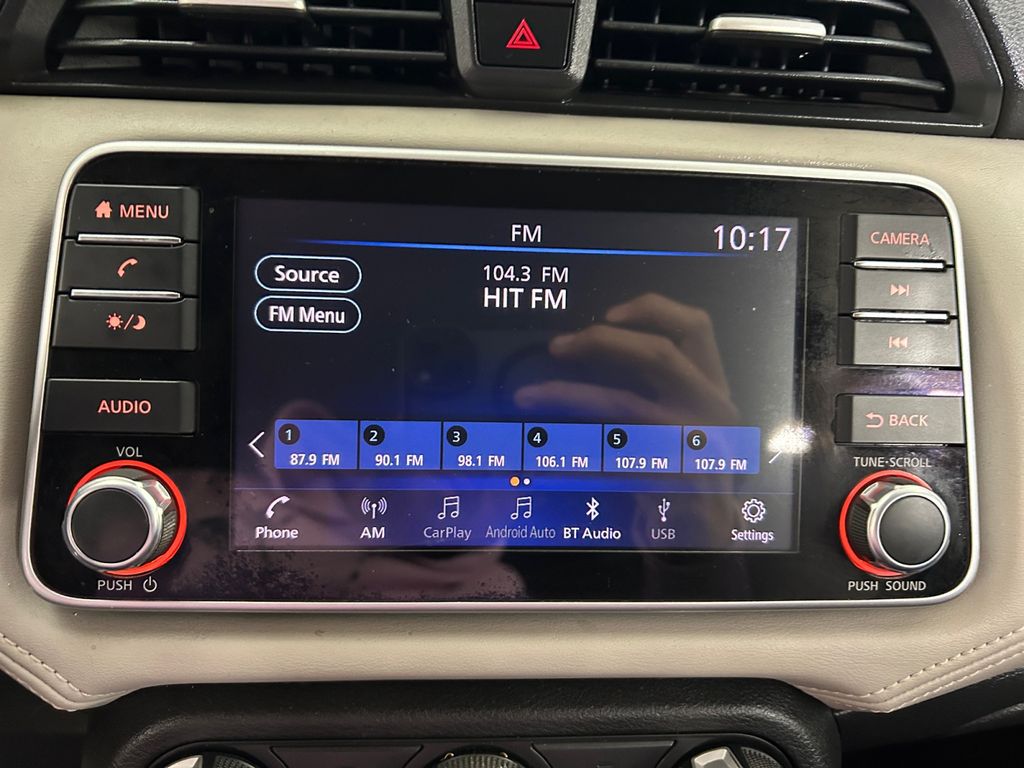 MENU
AUDIO
VOL
PUSH
FM
10:17
Source
104.3 FM
FM Menu
HIT FM
1 2 3 4 5 6
87.9 FM 90.1 FM 98.1 FM 106.1 FM 107.9 FM 107.9 FM
Phone AM CarPlay Android Auto BT Audio USB Settings
CAMERA
BACK
TUNE·SCROLL
PUSH SOUND